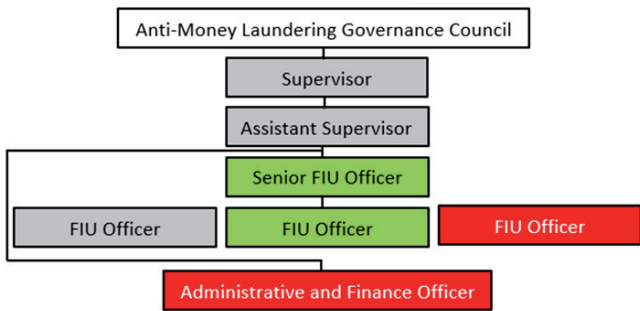 Anti-Money Laundering Governance Council
Supervisor
Assistant Supervisor
Senior FIU Officer
FIU Officer
FIU Officer
FIU Officer
Administrative and Finance Officer